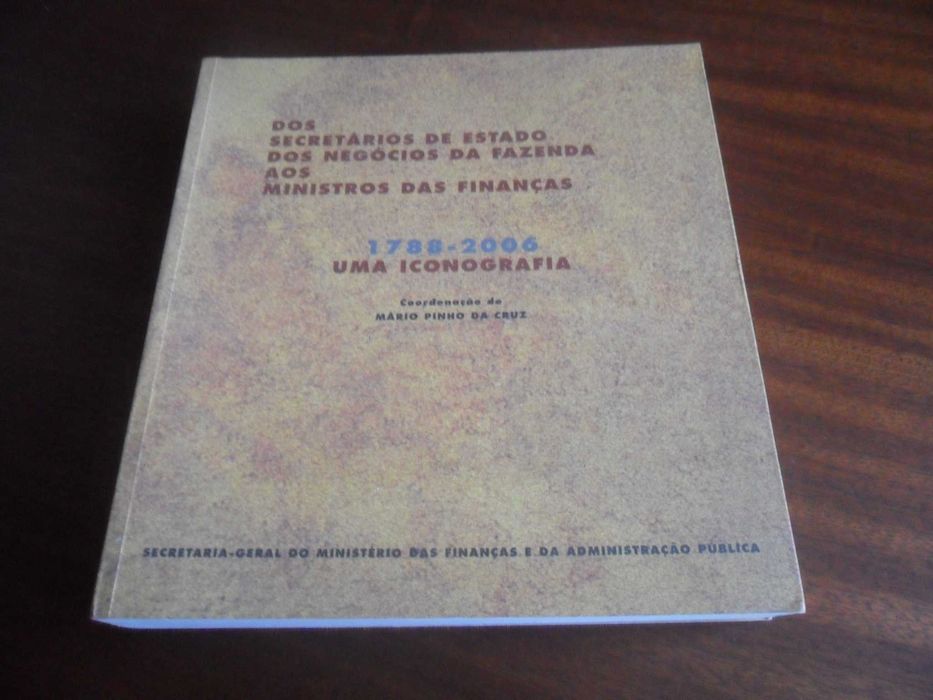 DOS
SECRETÁRIOS DE ESTADO
DOS NEGÓCIOS DA FAZENDA
AOS
MINISTROS DAS FINANÇAS
1788-2006
UMA ICONOGRAFIA
Coordenação de
MÁRIO PINHO DA CRUZ
SECRETARIA-GERAL DO MINISTÉRIO DAS FINANÇAS E DA ADMINISTRAÇÃO PÚBLICA